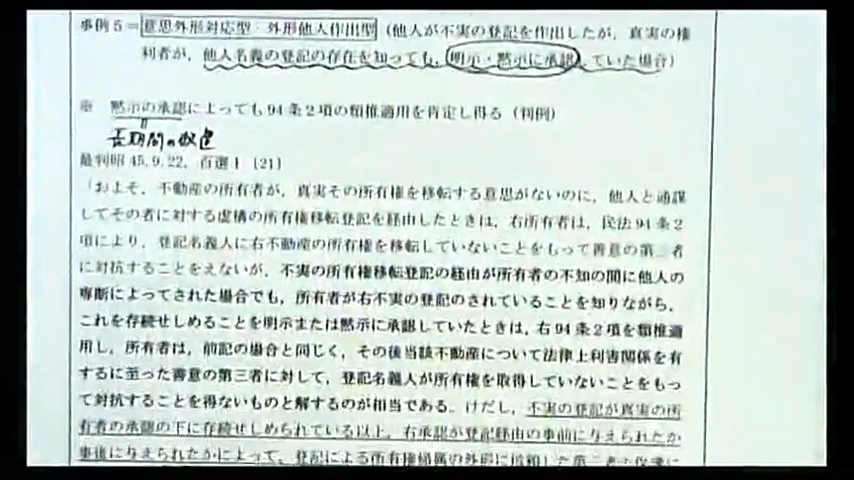 事例5＝意思外形対応型－外形他人作出型（他人が不実の登記を作出したが，真実の権
利者が，他人名義の登記の存在を知っても，明示・黙示に承認していた場合）
※ 黙示の承認によっても94条2項の類推適用を肯定し得る（判例）
長期間の放置
最判昭45.9.22，百選Ⅰ［21］
「およそ，不動産の所有者が，真実その所有権を移転する意思がないのに，他人と通謀
してその者に対する虚構の所有権移転登記を経由したときは，右所有者は，民法94条2
項により，登記名義人に右不動産の所有権を移転していないことをもって善意の第三者
に対抗することをえないが，不実の所有権移転登記の経由が所有者の不知の間に他人の
専断によってされた場合でも，所有者が右不実の登記のされていることを知りながら，
これを存続せしめることを明示または黙示に承認していたときは，右94条2項を類推適
用し，所有者は，前記の場合と同じく，その後当該不動産について法律上利害関係を有
するに至った善意の第三者に対して，登記名義人が所有権を取得していないことをもっ
て対抗することを得ないものと解するのが相当である。けだし，不実の登記が真実の所
有者の承認の下に存続せしめられている以上，右承認が登記経由の事前に与えられたか
事後に与えられたかによって，登記による所有権帰属の外形に信頼した第三者の保護に